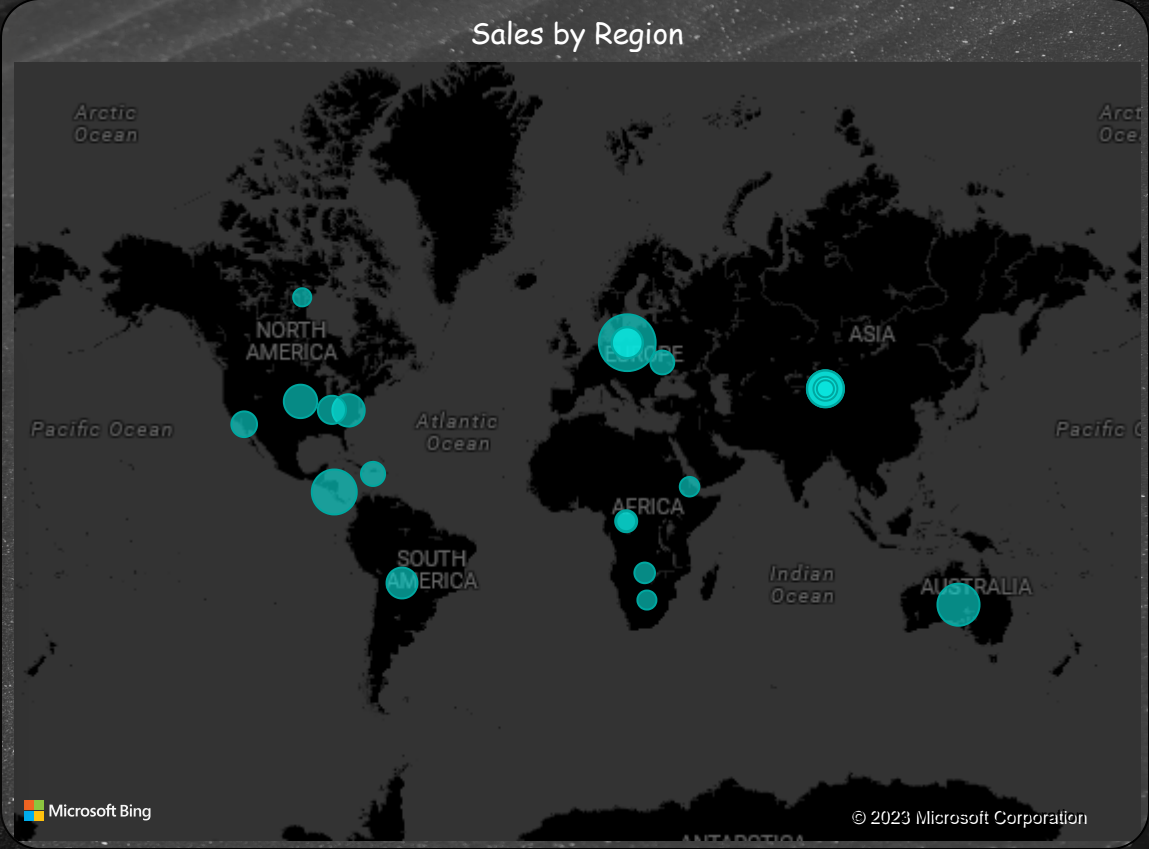 Sales by Region
Arctic
Ocean
Arct
Oce
NORTH
AMERICA
ASIA
EUROPE
Atlantic
Ocean
Pacific Ocean
Pacific O
AFRICA
SOUTH
AMERICA
Indian
Ocean
AUSTRALIA
Microsoft Bing
© 2023 Microsoft Corporation
ANTARCTICA